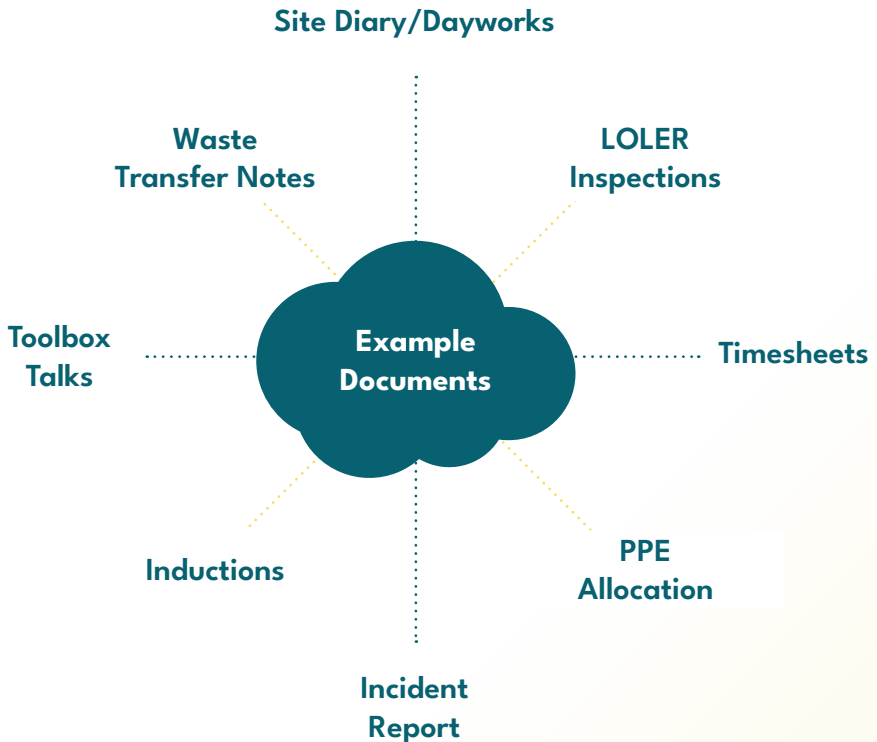 Site Diary/Dayworks
Waste
Transfer Notes
LOLER
Inspections
Toolbox
Talks
Example
Documents
Timesheets
Inductions
PPE
Allocation
Incident
Report